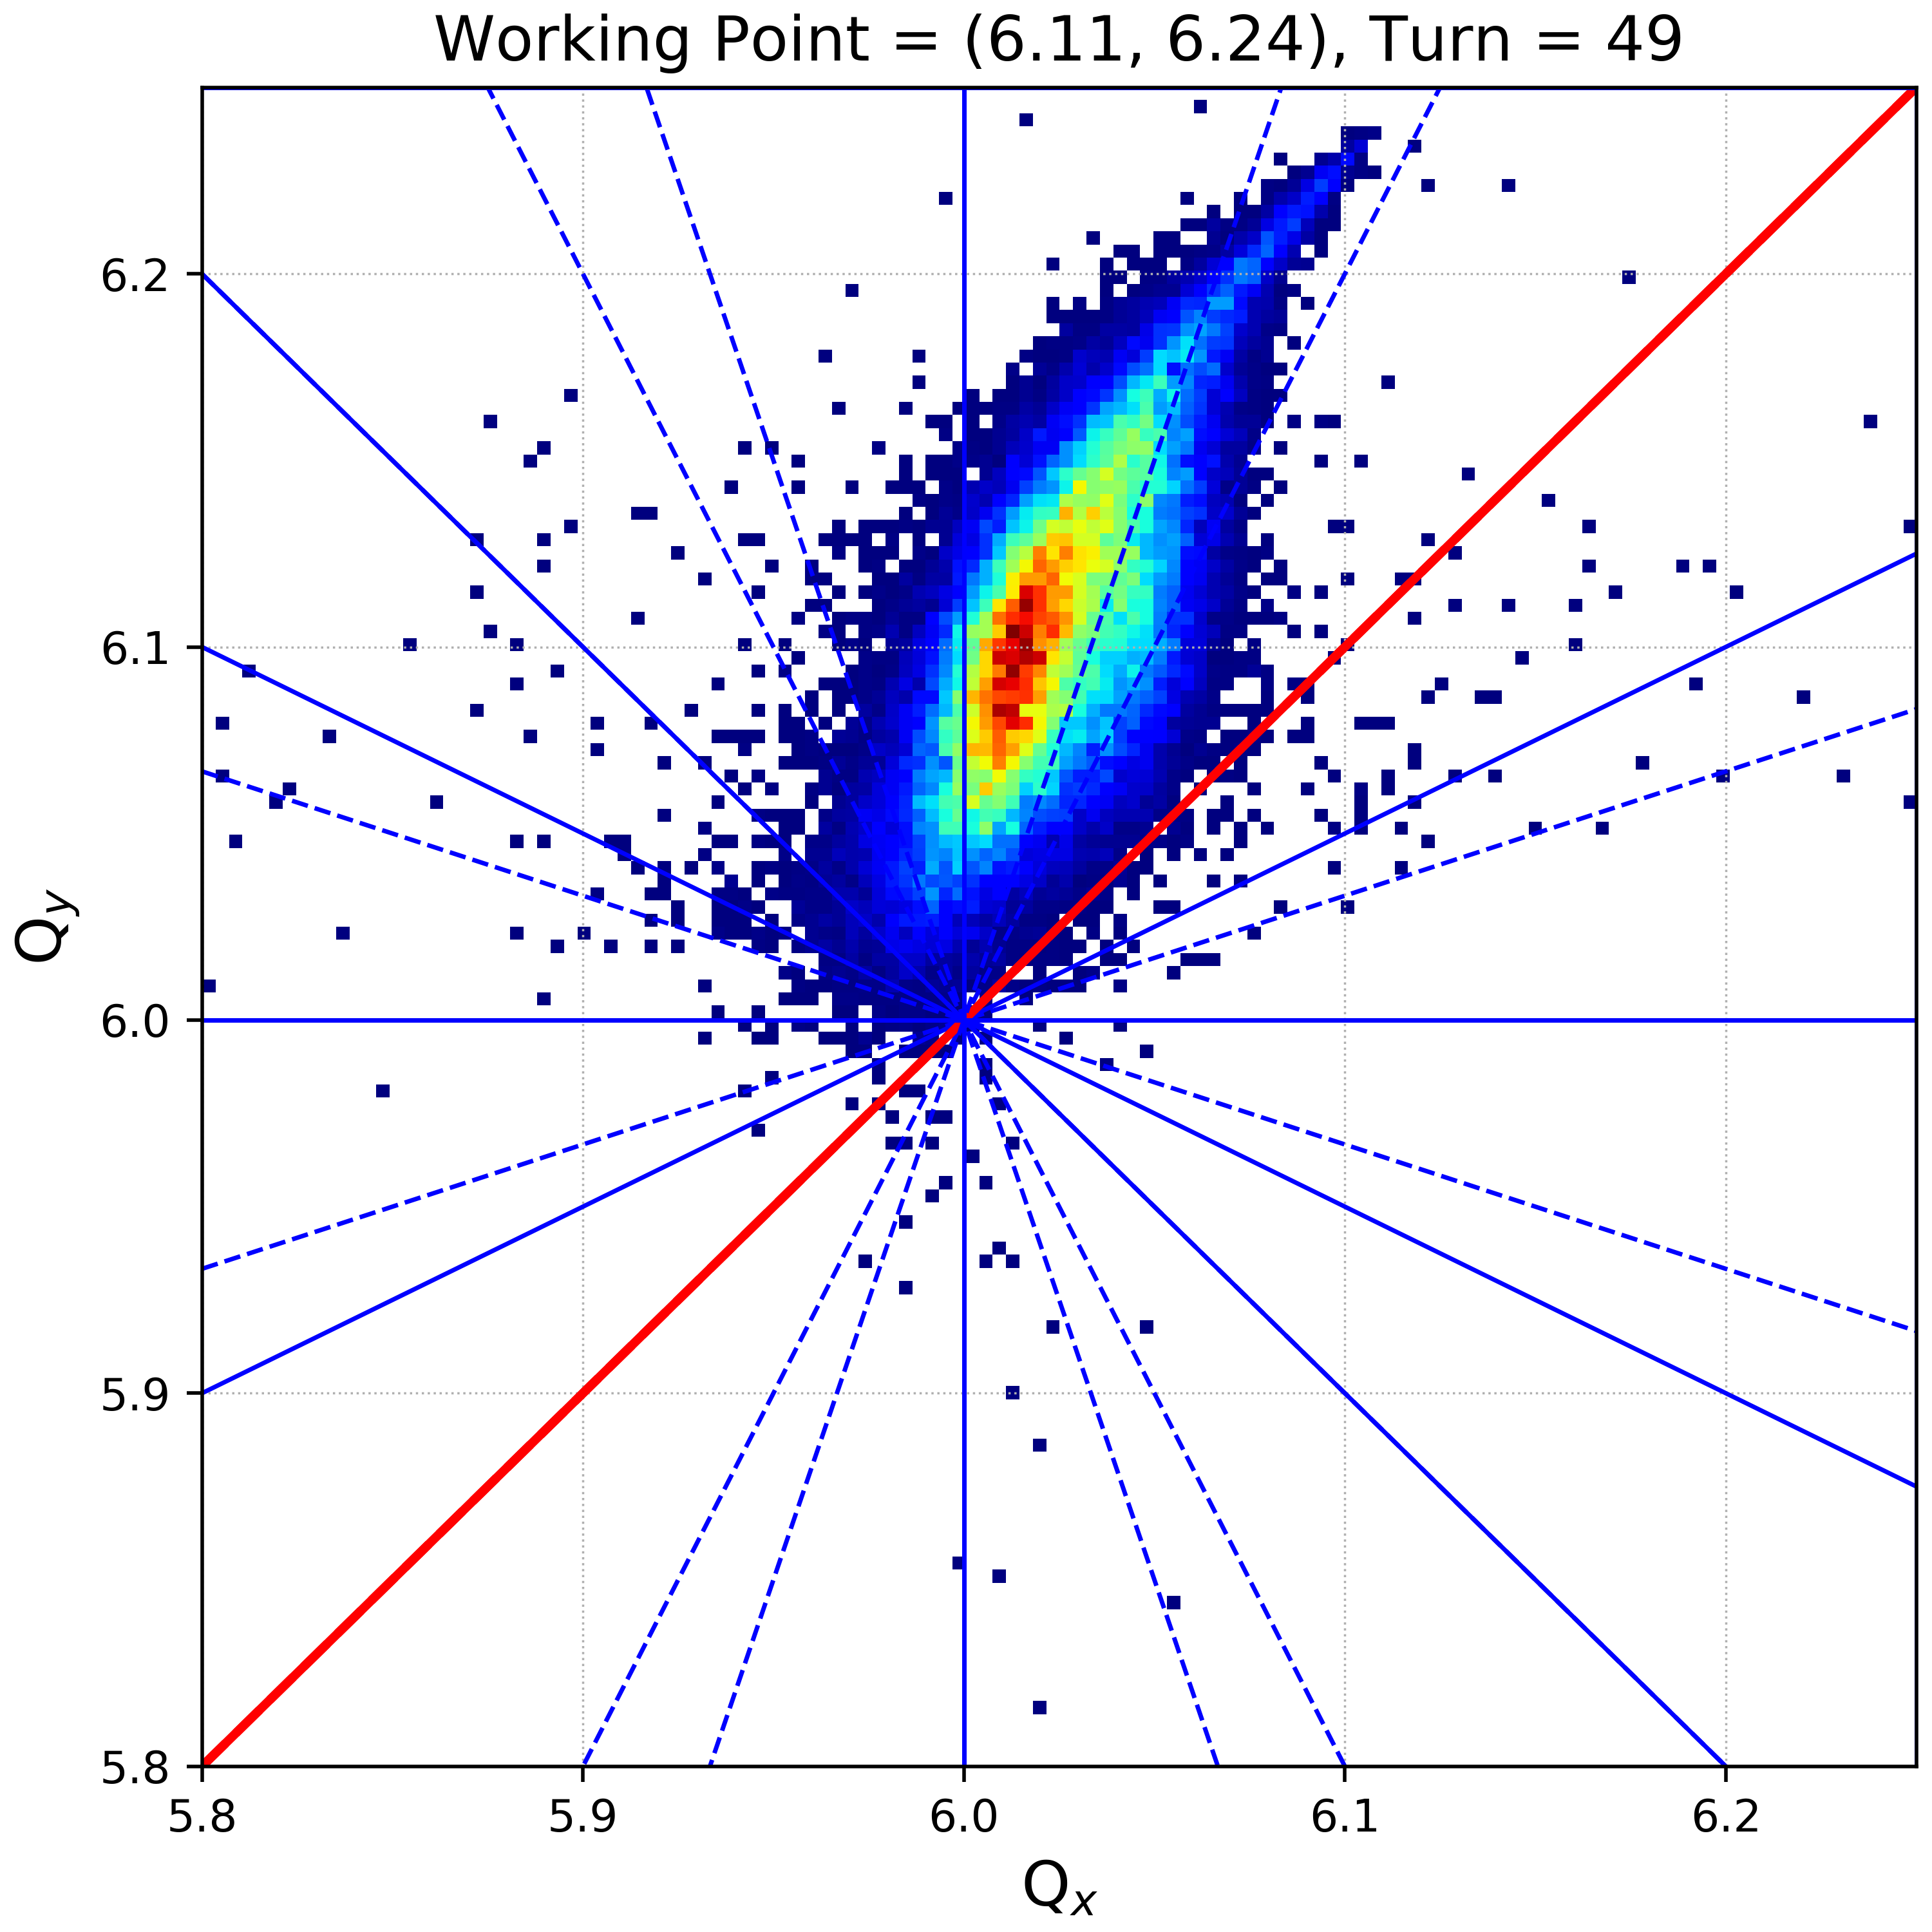 Working Point = (6.11, 6.24), Turn = 49
6.2
6.1
6.0
5.9
5.8
Qy
5.8 5.9 6.0 6.1 6.2
Qx